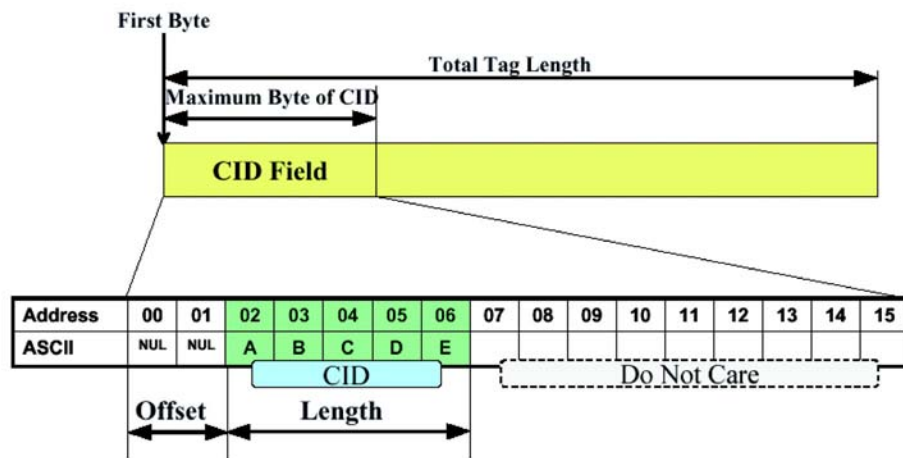 First Byte
Total Tag Length
Maximum Byte of CID
CID Field
Address 00 01 02 03 04 05 06 07 08 09 10 11 12 13 14 15
ASCII NUL NUL A B C D E
CID Do Not Care
Offset Length